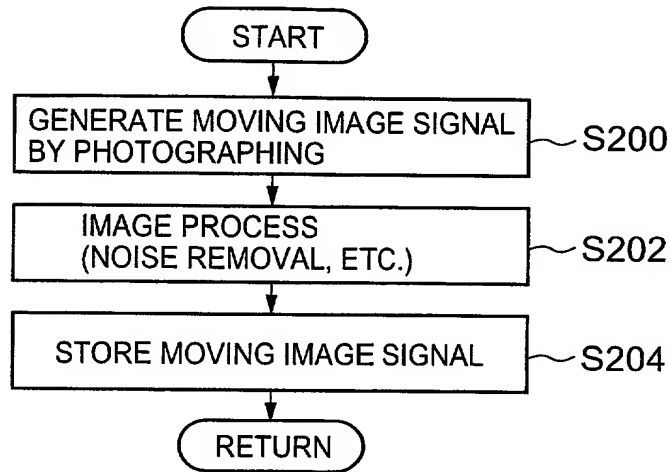 START
GENERATE MOVING IMAGE SIGNAL
BY PHOTOGRAPHING
S200
IMAGE PROCESS
(NOISE REMOVAL, ETC.)
S202
STORE MOVING IMAGE SIGNAL
S204
RETURN